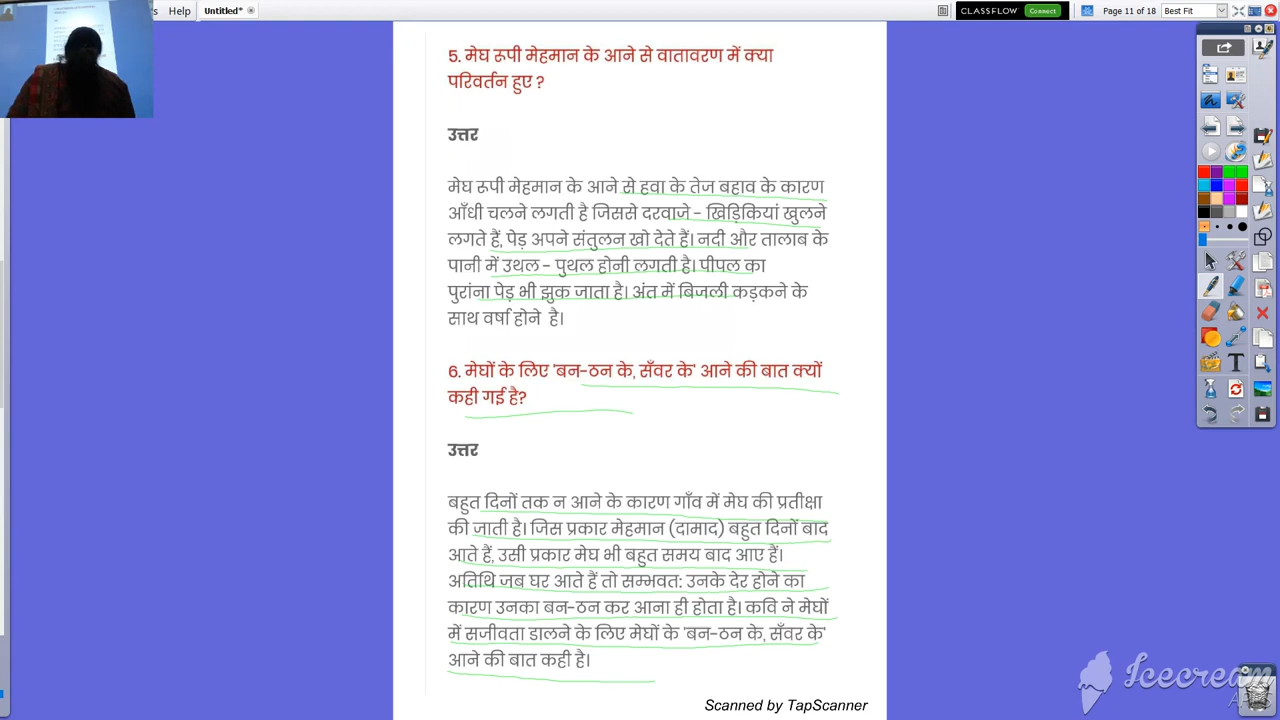 Help Untitled* CLASSFLOW Connect Page 11 of 18 Best Fit
5. मेघ रूपी मेहमान के आने से वातावरण में क्या
परिवर्तन हुए ?
उत्तर
मेघ रूपी मेहमान के आने से हवा के तेज बहाव के कारण
आँधी चलने लगती है जिससे दरवाजे - खिड़िकियां खुलने
लगते हैं, पेड़ अपने संतुलन खो देते हैं। नदी और तालाब के
पानी में उथल - पुथल होनी लगती है। पीपल का
पुरांना पेड़ भी झुक जाता है। अंत में बिजली कड़कने के
साथ वर्षा होने है।
6. मेघों के लिए 'बन-ठन के, सँवर के' आने की बात क्यों
कही गई है?
उत्तर
बहुत दिनों तक न आने के कारण गाँव में मेघ की प्रतीक्षा
की जाती है। जिस प्रकार मेहमान (दामाद) बहुत दिनों बाद
आते हैं, उसी प्रकार मेघ भी बहुत समय बाद आए हैं।
अतिथि जब घर आते हैं तो सम्भवत: उनके देर होने का
कारण उनका बन-ठन कर आना ही होता है। कवि ने मेघों
में सजीवता डालने के लिए मेघों के 'बन-ठन के, सँवर के'
आने की बात कही है।
Scanned by TapScanner
Icecream
APPS